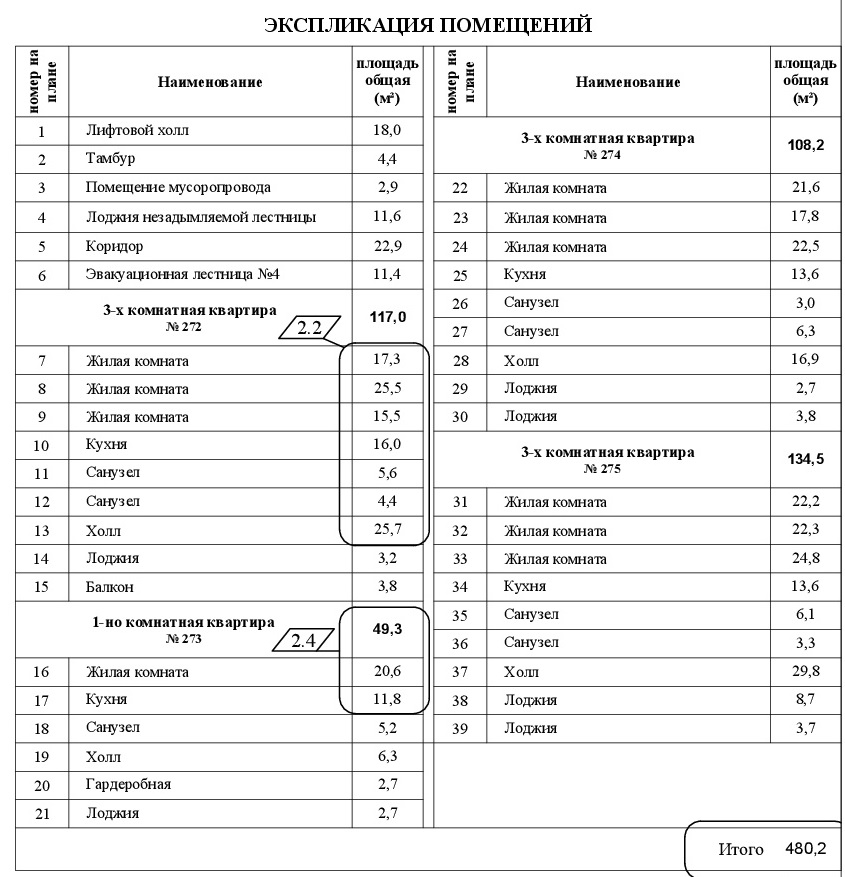 ЭКСПЛИКАЦИЯ ПОМЕЩЕНИЙ
номер на плане Наименование площадь общая (м²)
1 Лифтовой холл 18,0
2 Тамбур 4,4
3 Помещение мусоропровода 2,9
4 Лоджия незадымляемой лестницы 11,6
5 Коридор 22,9
6 Эвакуационная лестница №4 11,4
3-х комнатная квартира 117,0
№ 272
2.2
7 Жилая комната 17,3
8 Жилая комната 25,5
9 Жилая комната 15,5
10 Кухня 16,0
11 Санузел 5,6
12 Санузел 4,4
13 Холл 25,7
14 Лоджия 3,2
15 Балкон 3,8
1-но комнатная квартира 49,3
№ 273
2.4
16 Жилая комната 20,6
17 Кухня 11,8
18 Санузел 5,2
19 Холл 6,3
20 Гардеробная 2,7
21 Лоджия 2,7
номер на плане Наименование площадь общая (м²)
3-х комнатная квартира 108,2
№ 274
22 Жилая комната 21,6
23 Жилая комната 17,8
24 Жилая комната 22,5
25 Кухня 13,6
26 Санузел 3,0
27 Санузел 6,3
28 Холл 16,9
29 Лоджия 2,7
30 Лоджия 3,8
3-х комнатная квартира 134,5
№ 275
31 Жилая комната 22,2
32 Жилая комната 22,3
33 Жилая комната 24,8
34 Кухня 13,6
35 Санузел 6,1
36 Санузел 3,3
37 Холл 29,8
38 Лоджия 8,7
39 Лоджия 3,7
Итого 480,2